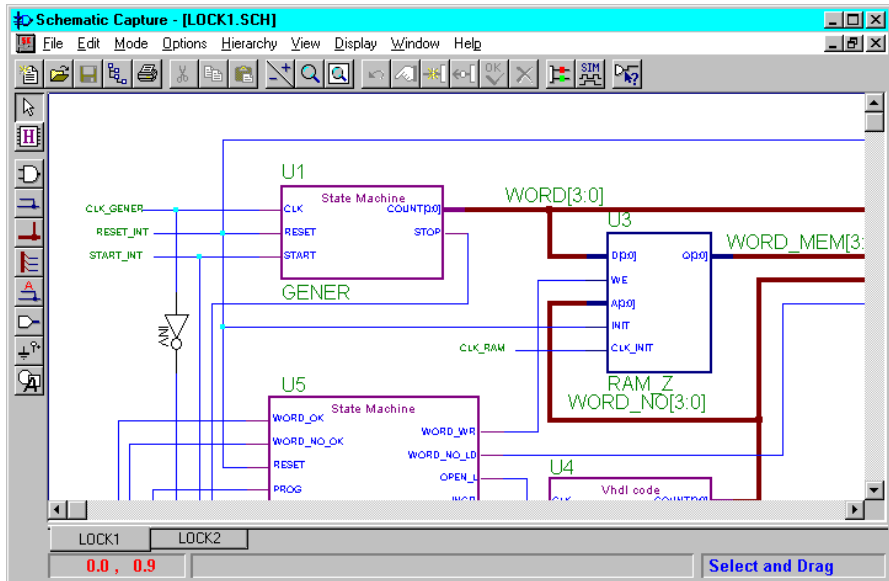 Schematic Capture - [LOCK1.SCH]
File Edit Mode Options Hierarchy View Display Window Help
OK
SIM
H
U1
State Machine
CLK_GENER
CLK
COUNT[3:0]
WORD[3:0]
RESET_INT
RESET
STOP
START_INT
START
GENER
U3
D[3:0]
O[3:0]
WORD_MEM[3:
WE
A[3:0]
INIT
CLK_RAM
CLK_INIT
RAM_Z
WORD_NO[3:0]
INV
U5
State Machine
WORD_OK
WORD_WR
WORD_NO_OK
WORD_NO_LD
RESET
OPEN_L
PROG
U4
Vhdl code
LOCK1
LOCK2
0.0 , 0.9
Select and Drag